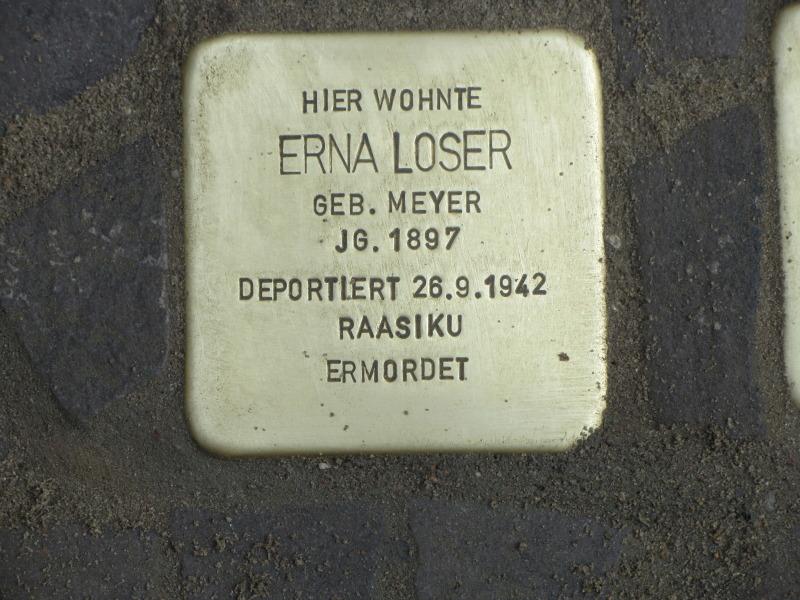 HIER WOHNTE
ERNA LOSER
GEB. MEYER
JG. 1897
DEPORTIERT 26.9.1942
RAASIKU
ERMORDET